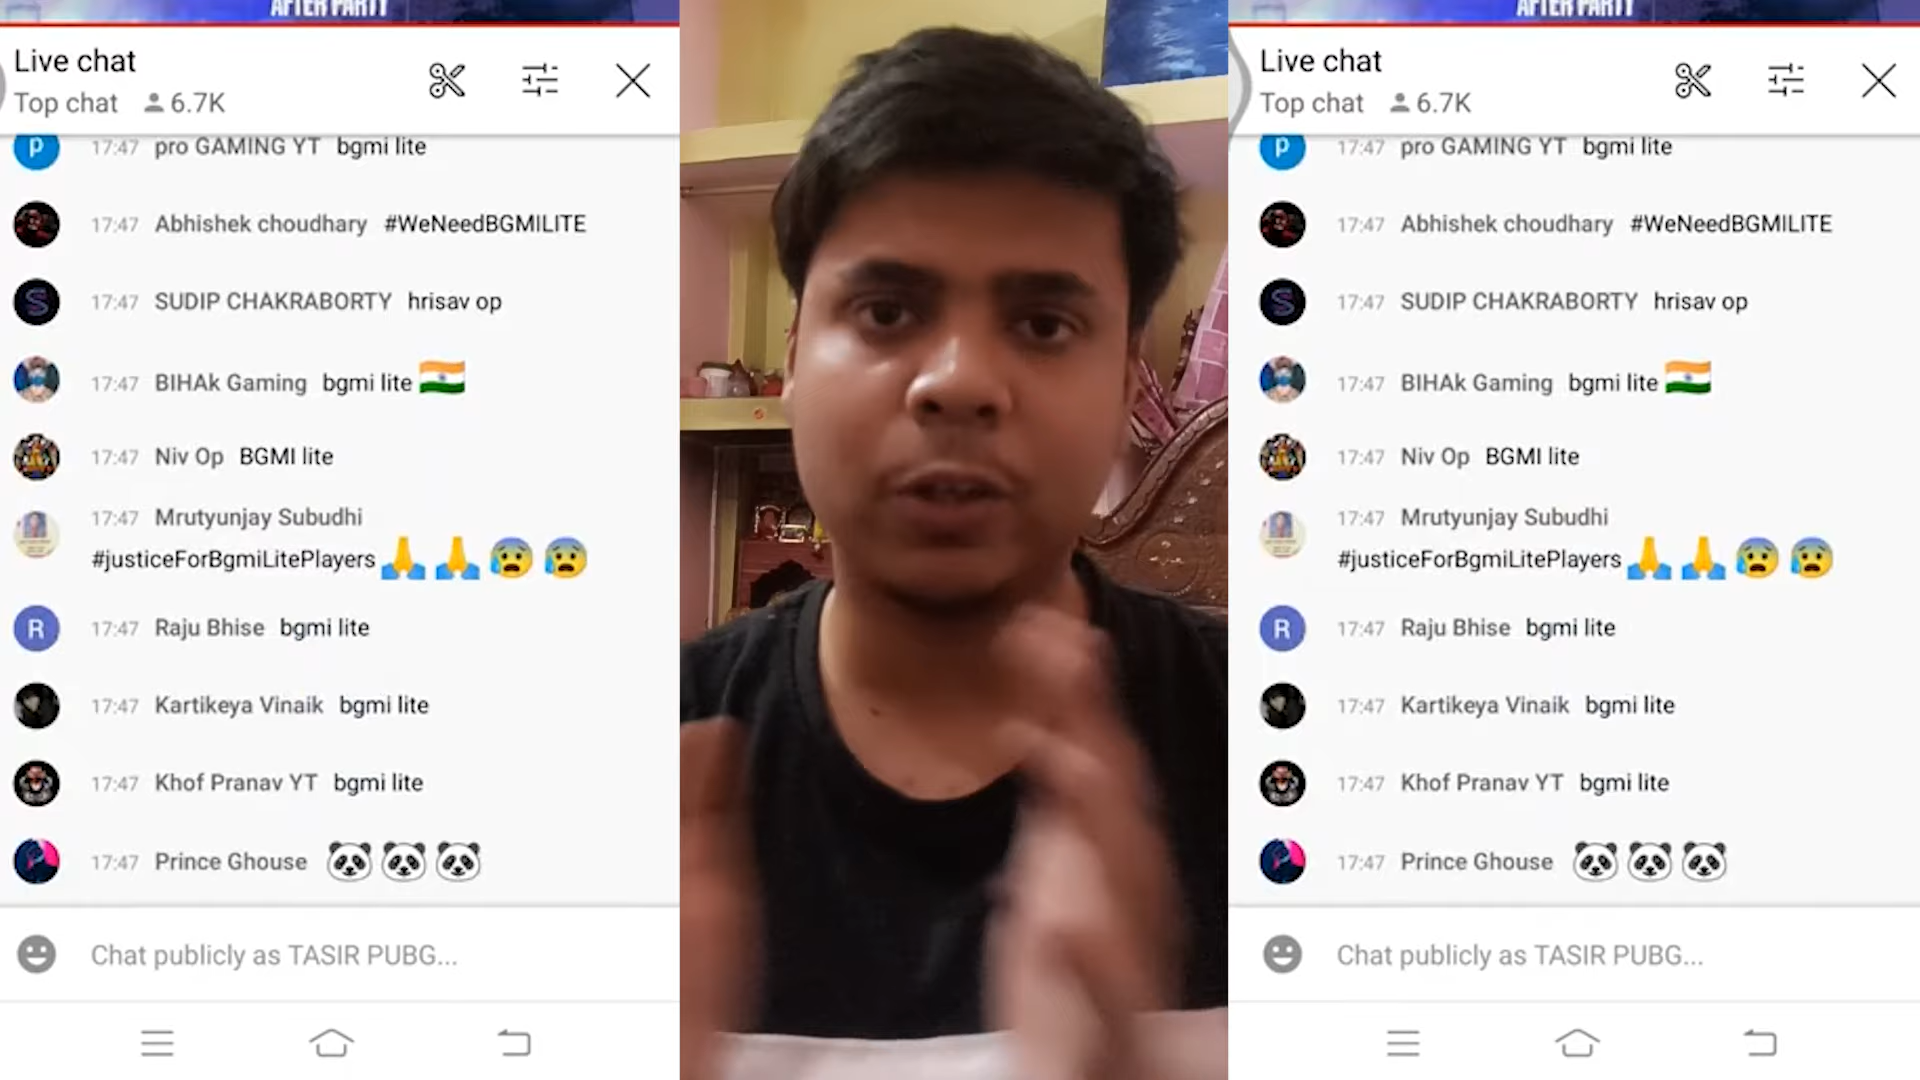 AFTER PARTY
Live chat
Top chat 6.7K
P 17:47 pro GAMING YT bgmi lite
17:47 Abhishek choudhary #WeNeedBGMILITE
S 17:47 SUDIP CHAKRABORTY hrisav op
17:47 BIHAk Gaming bgmi lite 🇮🇳
17:47 Niv Op BGMI lite
17:47 Mrutyunjay Subudhi
#justiceForBgmiLitePlayers 🙏 🙏 😰 😰
R 17:47 Raju Bhise bgmi lite
17:47 Kartikeya Vinaik bgmi lite
17:47 Khof Pranav YT bgmi lite
17:47 Prince Ghouse 🐼 🐼 🐼
Chat publicly as TASIR PUBG...
AFTER PARTY
Live chat
Top chat 6.7K
P 17:47 pro GAMING YT bgmi lite
17:47 Abhishek choudhary #WeNeedBGMILITE
S 17:47 SUDIP CHAKRABORTY hrisav op
17:47 BIHAk Gaming bgmi lite 🇮🇳
17:47 Niv Op BGMI lite
17:47 Mrutyunjay Subudhi
#justiceForBgmiLitePlayers 🙏 🙏 😰 😰
R 17:47 Raju Bhise bgmi lite
17:47 Kartikeya Vinaik bgmi lite
17:47 Khof Pranav YT bgmi lite
17:47 Prince Ghouse 🐼 🐼 🐼
Chat publicly as TASIR PUBG...